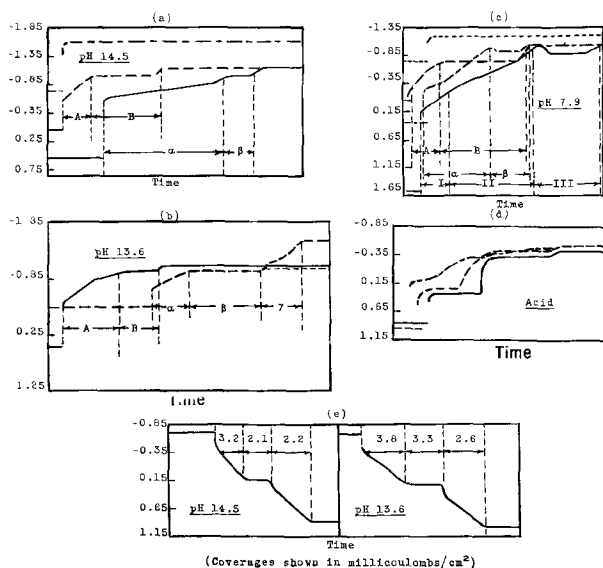 (a)
-1.85
-1.35
-0.85
-0.35
0.25
0.75
pH 14.5
A B
α β
Time
(c)
-1.35
-0.85
-0.35
0.15
0.65
1.15
1.65
pH 7.9
A B
α β
I II III
Time
(b)
-1.35
-0.85
0.25
1.25
pH 13.6
α β 7
A B
Time
(d)
-0.85
-0.35
0.15
0.65
1.15
Acid
Time
(e)
-0.85
-0.35
0.15
0.65
1.15
3.2 2.1 2.2
3.8 3.3 2.6
pH 14.5
pH 13.6
Time
(Coverages shown in millicoulombs/cm²)